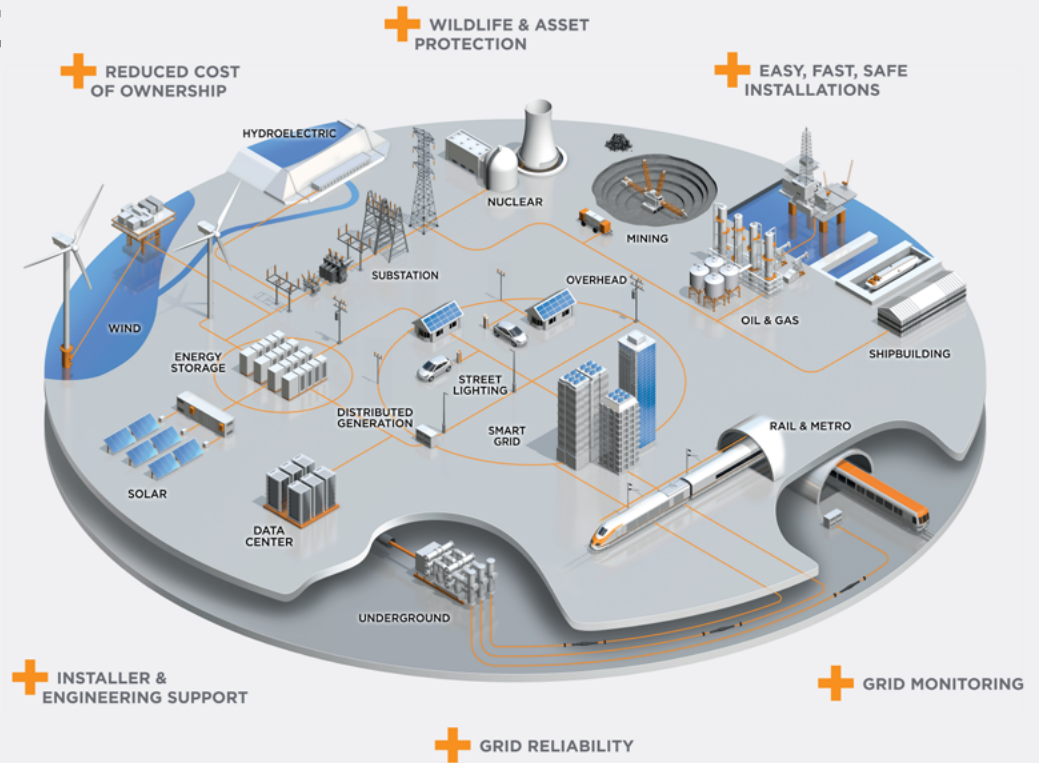 WILDLIFE & ASSET
PROTECTION
REDUCED COST
OF OWNERSHIP
EASY, FAST, SAFE
INSTALLATIONS
HYDROELECTRIC
NUCLEAR
MINING
SUBSTATION
OVERHEAD
OIL & GAS
WIND
SHIPBUILDING
ENERGY
STORAGE
STREET
LIGHTING
DISTRIBUTED
GENERATION
SMART
GRID
RAIL & METRO
SOLAR
DATA
CENTER
UNDERGROUND
INSTALLER &
ENGINEERING SUPPORT
GRID MONITORING
GRID RELIABILITY